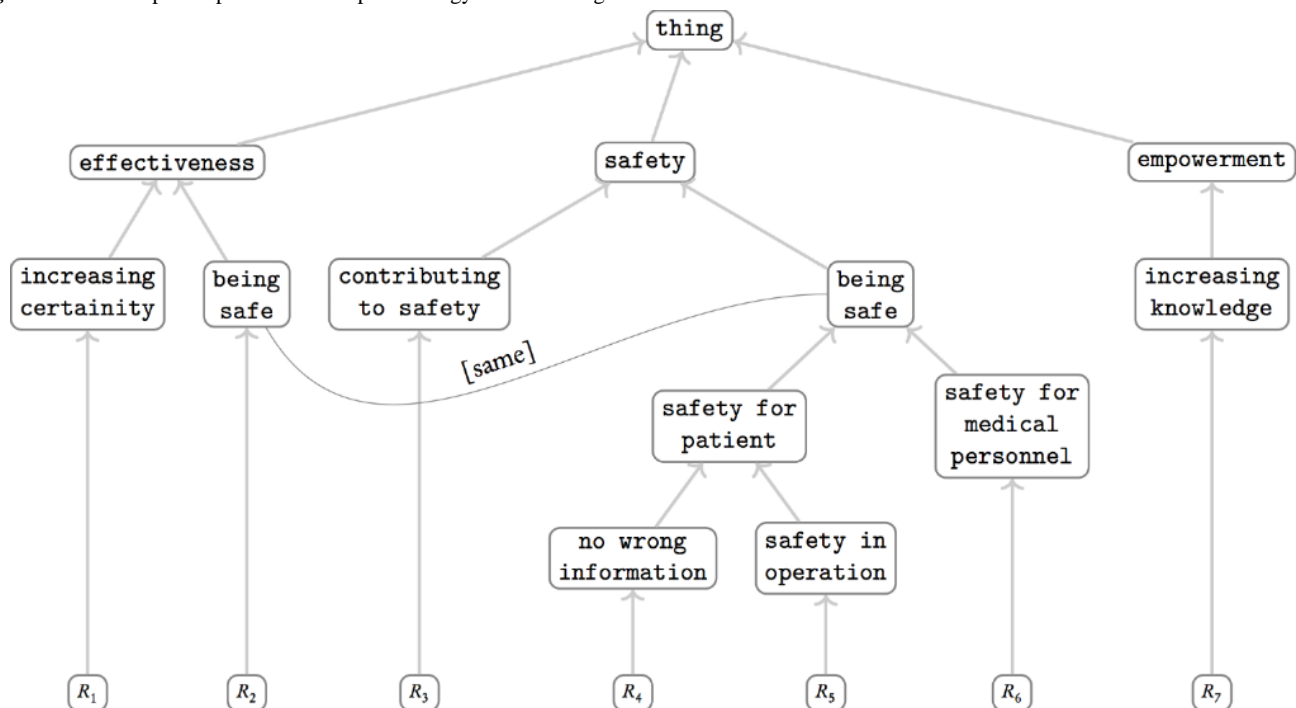 thing
effectiveness
safety
empowerment
increasing
certainity
being
safe
contributing
to safety
being
safe
increasing
knowledge
[same]
safety for
patient
safety for
medical
personnel
no wrong
information
safety in
operation
R1
R2
R3
R4
R5
R6
R7